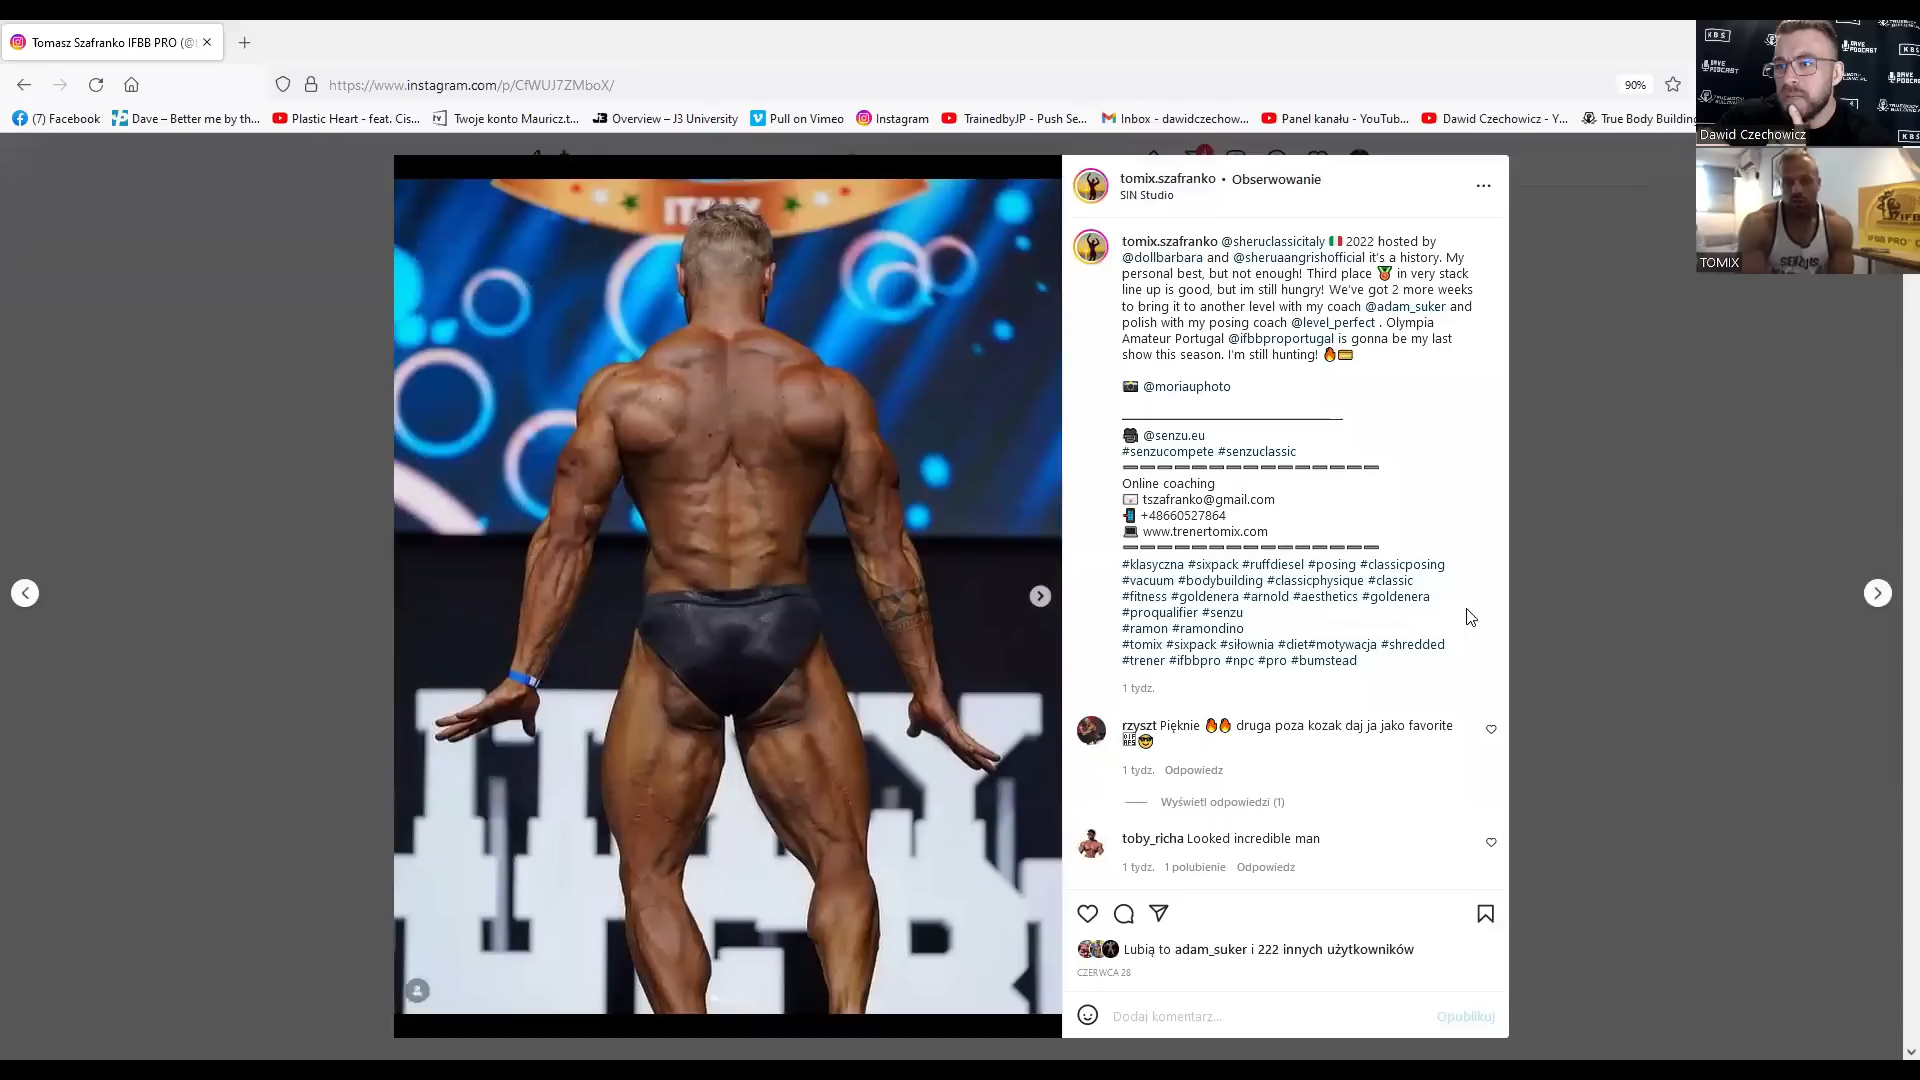 Tomasz Szafranko IFBB PRO (@t
https://www.instagram.com/p/CfWUJ7ZMboX/
90%
(7) Facebook
Dave – Better me by th...
Plastic Heart - feat. Cis...
Twoje konto Mauricz.t...
Overview – J3 University
Pull on Vimeo
Instagram
TrainedbyJP - Push Se...
Inbox - dawidczechow...
Panel kanału - YouTub...
Dawid Czechowicz - Y...
True Body Building
KBS
DAVE PODCAST
Dawid Czechowicz
TOMIX
ITALY
tomix.szafranko • Obserwowanie
SIN Studio
tomix.szafranko @sheruclassicitaly 🇮🇹 2022 hosted by
@dollbarbara and @sheruaangrishofficial it's a history. My
personal best, but not enough! Third place 🥉 in very stack
line up is good, but im still hungry! We've got 2 more weeks
to bring it to another level with my coach @adam_suker and
polish with my posing coach @level_perfect . Olympia
Amateur Portugal @ifbbproportugal is gonna be my last
show this season. I'm still hunting! 🔥🎫
📸 @moriauphoto
@senzu.eu
#senzucompete #senzuclassic
Online coaching
tszafranko@gmail.com
📲 +48660527864
💻 www.trenertomix.com
#klasyczna #sixpack #ruffdiesel #posing #classicposing
#vacuum #bodybuilding #classicphysique #classic
#fitness #goldenera #arnold #aesthetics #goldenera
#proqualifier #senzu
#ramon #ramondino
#tomix #sixpack #siłownia #diet#motywacja #shredded
#trener #ifbbpro #npc #pro #bumstead
1 tydz.
rzyszt Pięknie 🔥🔥 druga poza kozak daj ja jako favorite
😎
1 tydz. Odpowiedz
Wyświetl odpowiedzi (1)
toby_richa Looked incredible man
1 tydz. 1 polubienie Odpowiedz
Lubią to adam_suker i 222 innych użytkowników
CZERWCA 28
Dodaj komentarz...
Opublikuj